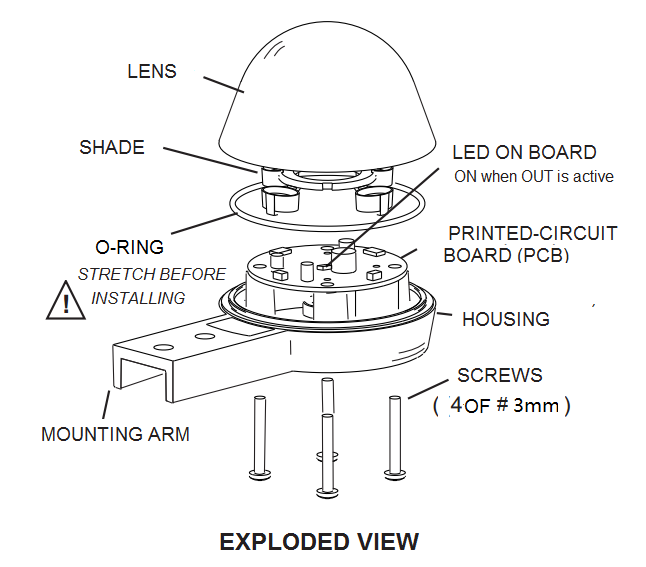 LENS
SHADE
LED ON BOARD
ON when OUT is active
O-RING
PRINTED-CIRCUIT
BOARD (PCB)
STRETCH BEFORE
INSTALLING
!
HOUSING
SCREWS
( 4 OF # 3mm )
MOUNTING ARM
EXPLODED VIEW